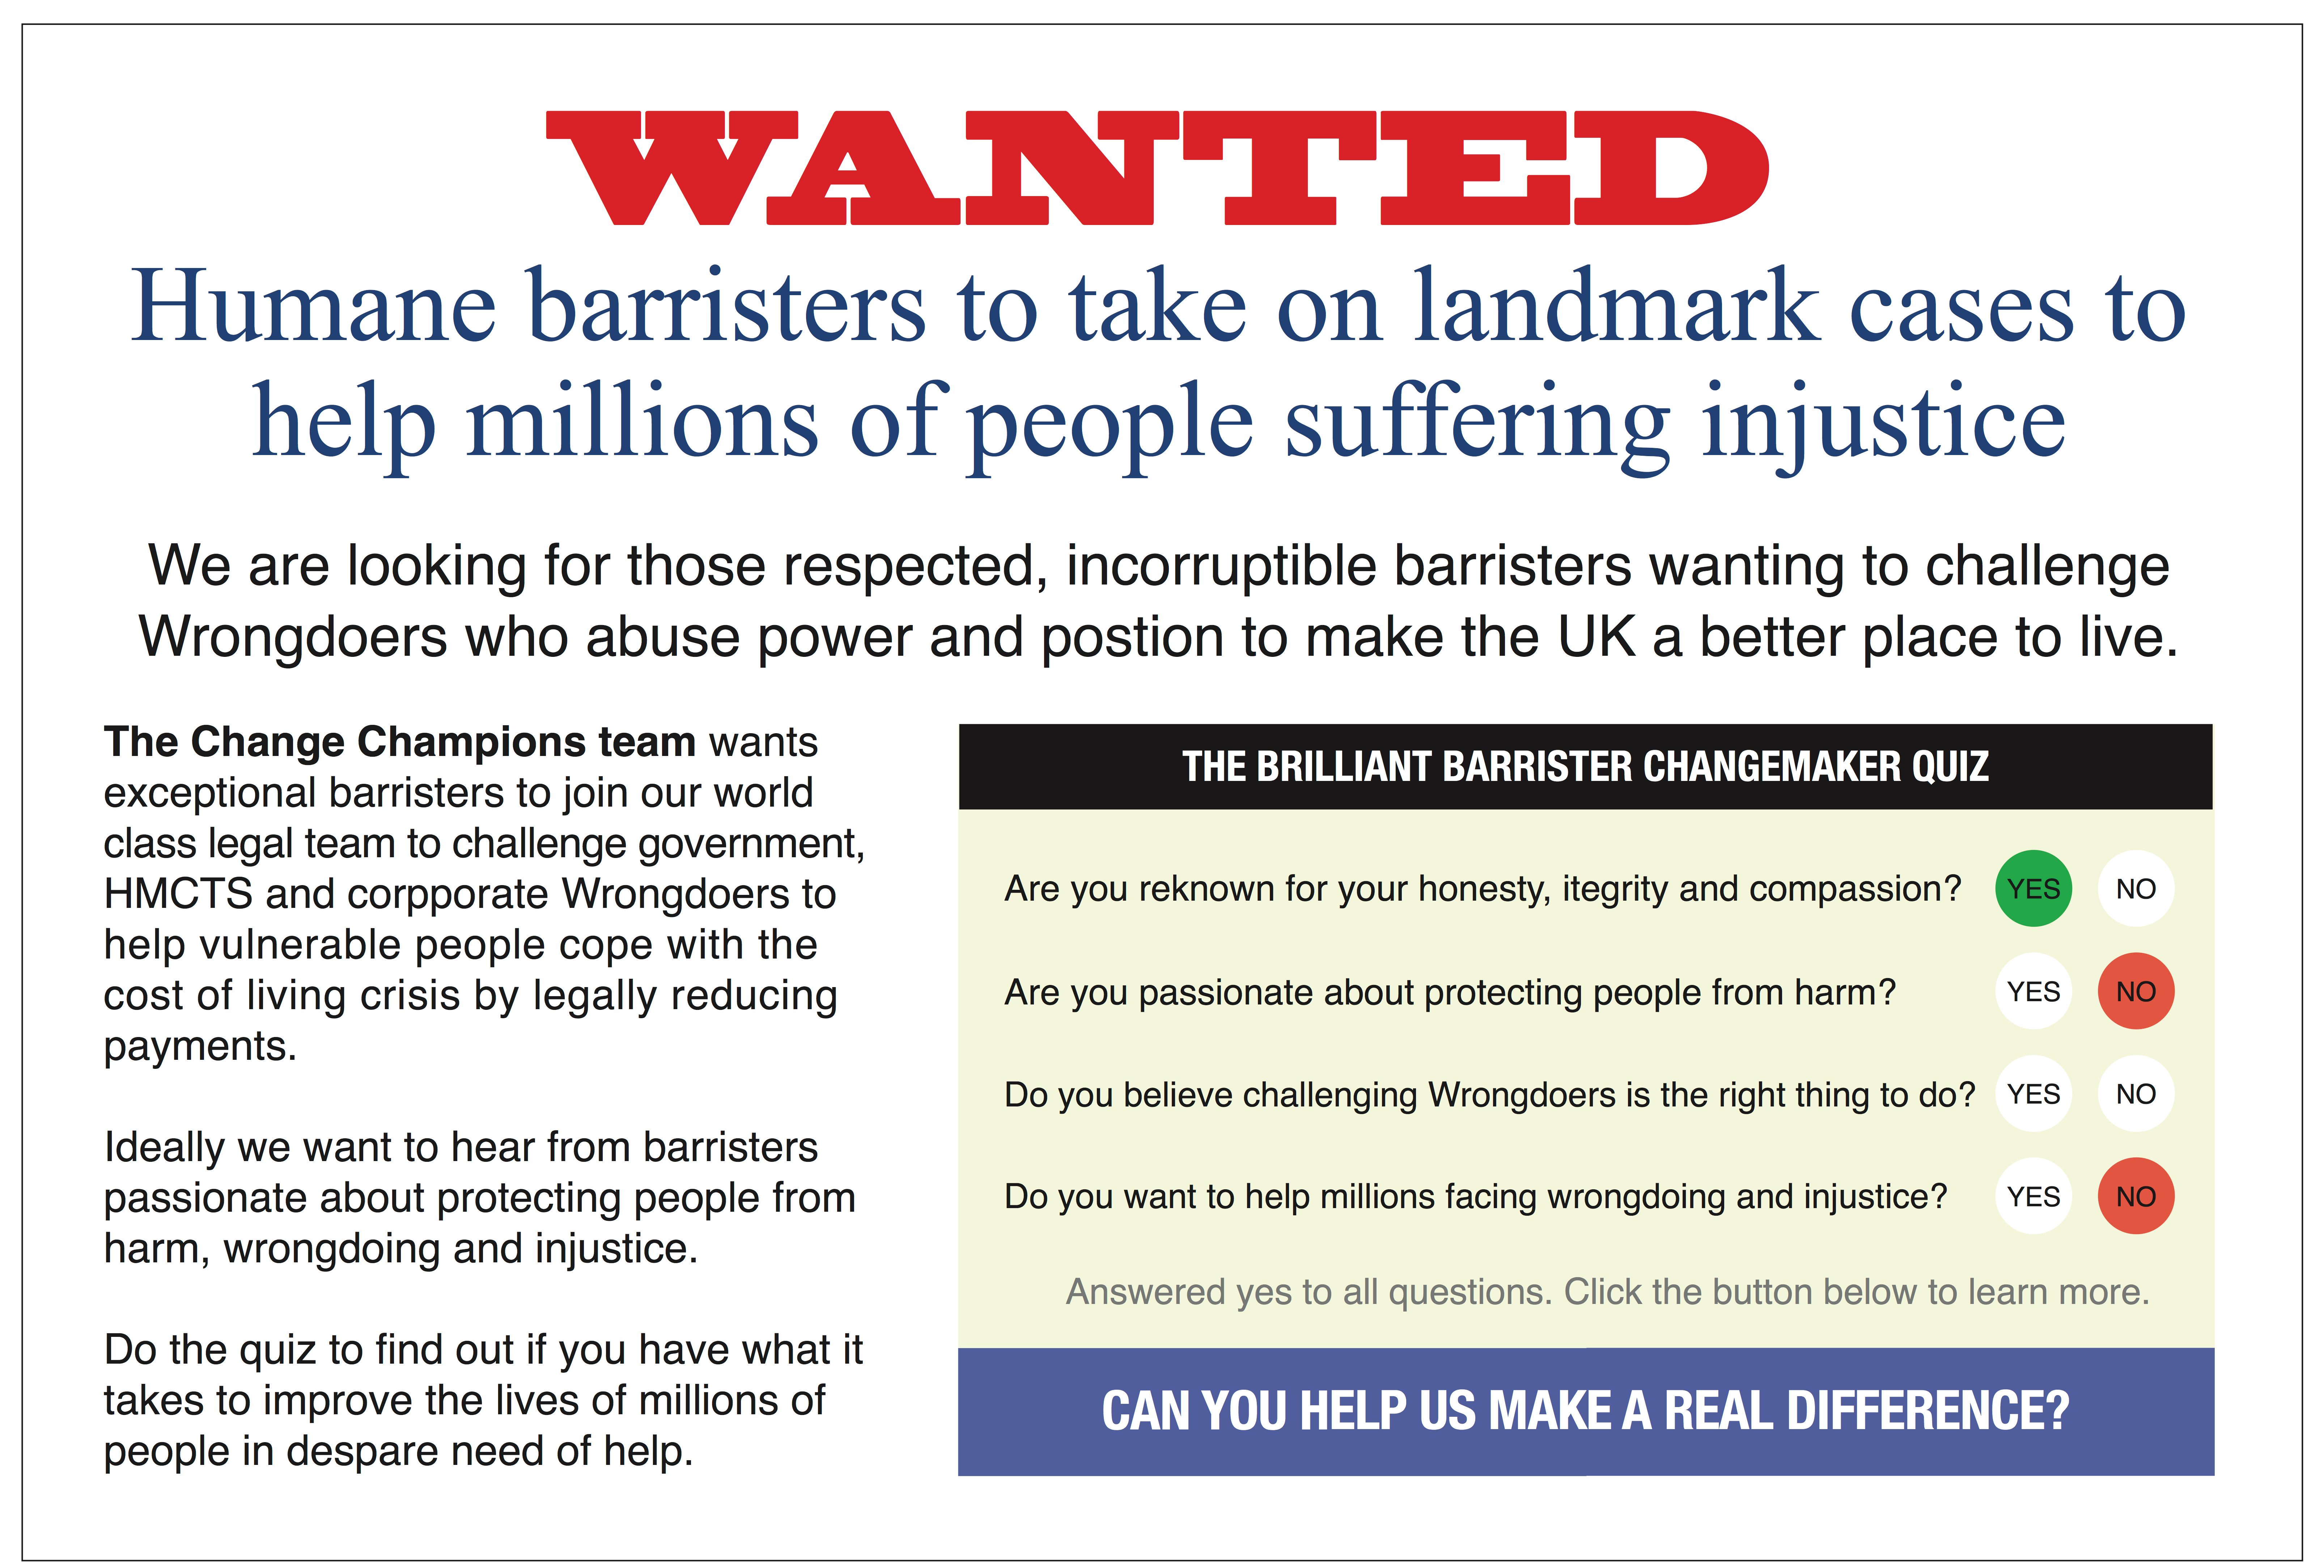 WANTED
Humane barristers to take on landmark cases to
help millions of people suffering injustice
We are looking for those respected, incorruptible barristers wanting to challenge
Wrongdoers who abuse power and postion to make the UK a better place to live.
The Change Champions team wants
exceptional barristers to join our world
class legal team to challenge government,
HMCTS and corpporate Wrongdoers to
help vulnerable people cope with the
cost of living crisis by legally reducing
payments.
Ideally we want to hear from barristers
passionate about protecting people from
harm, wrongdoing and injustice.
Do the quiz to find out if you have what it
takes to improve the lives of millions of
people in despare need of help.
THE BRILLIANT BARRISTER CHANGEMAKER QUIZ
Are you reknown for your honesty, itegrity and compassion? YES NO
Are you passionate about protecting people from harm? YES NO
Do you believe challenging Wrongdoers is the right thing to do? YES NO
Do you want to help millions facing wrongdoing and injustice? YES NO
Answered yes to all questions. Click the button below to learn more.
CAN YOU HELP US MAKE A REAL DIFFERENCE?